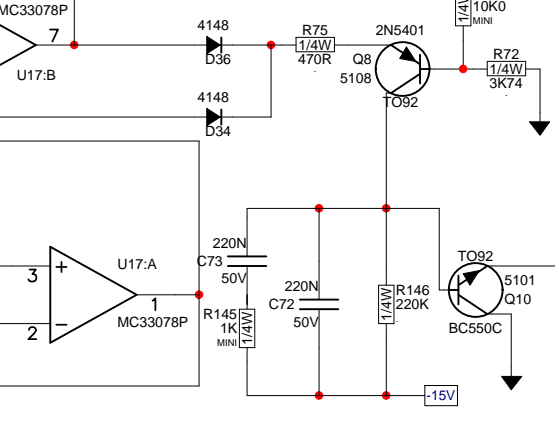 MC33078P
7
U17:B
4148
D36
R75
1/4W
470R
2N5401
Q8
5108
TO92
1/4W
10K0
MINI
R72
1/4W
3K74
4148
D34
U17:A
3
+
2
−
1
MC33078P
220N
C73
50V
R145
1K
MINI
1/4W
220N
C72
50V
R146
220K
1/4W
TO92
5101
Q10
BC550C
-15V